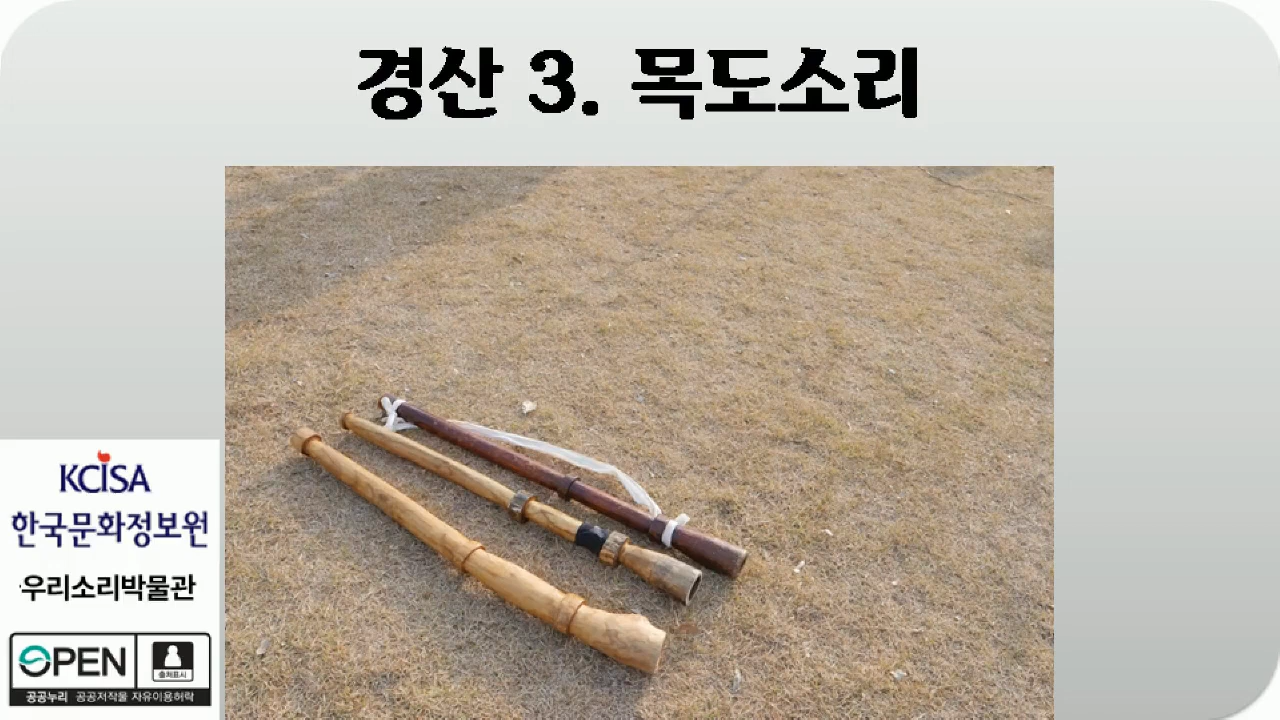 경산 3. 목도소리
KCISA
한국문화정보원
우리소리박물관
OPEN
출처표시
공공누리 공공저작물 자유이용허락